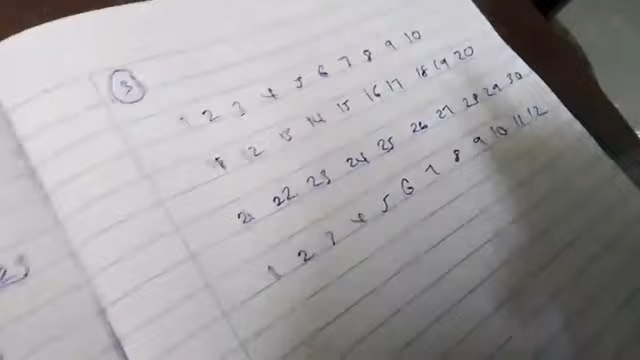 3
1 2 3 4 5 6 7 8 9 10
12 13 14 15 16 17 18 19 20
21 22 23 24 25 26 27 28 29 30
1 2 3 4 5 6 7 8 9 10 11 12